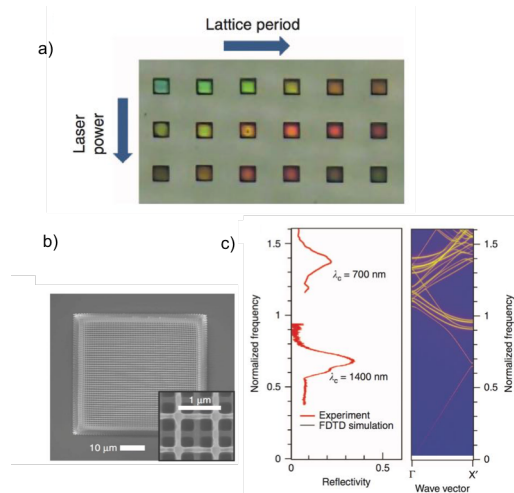 Lattice period
a)
Laser
power
b)
c)
1 μm
10 μm
Normalized frequency
1.5
1
0.5
0
λc = 700 nm
λc = 1400 nm
Experiment
FDTD simulation
0
0.5
Reflectivity
1.5
1
0.5
0
Normalized frequency
Γ
X′
Wave vector